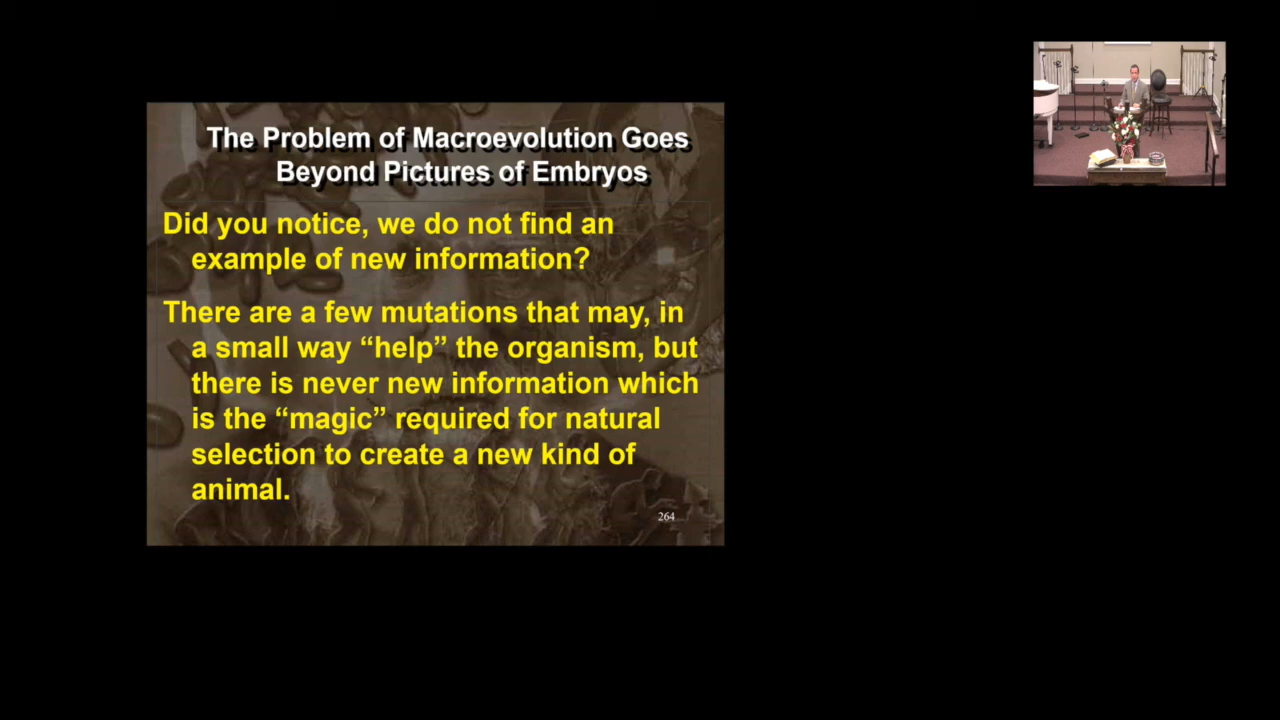 The Problem of Macroevolution Goes
Beyond Pictures of Embryos
Did you notice, we do not find an
example of new information?
There are a few mutations that may, in
a small way “help” the organism, but
there is never new information which
is the “magic” required for natural
selection to create a new kind of
animal.
264